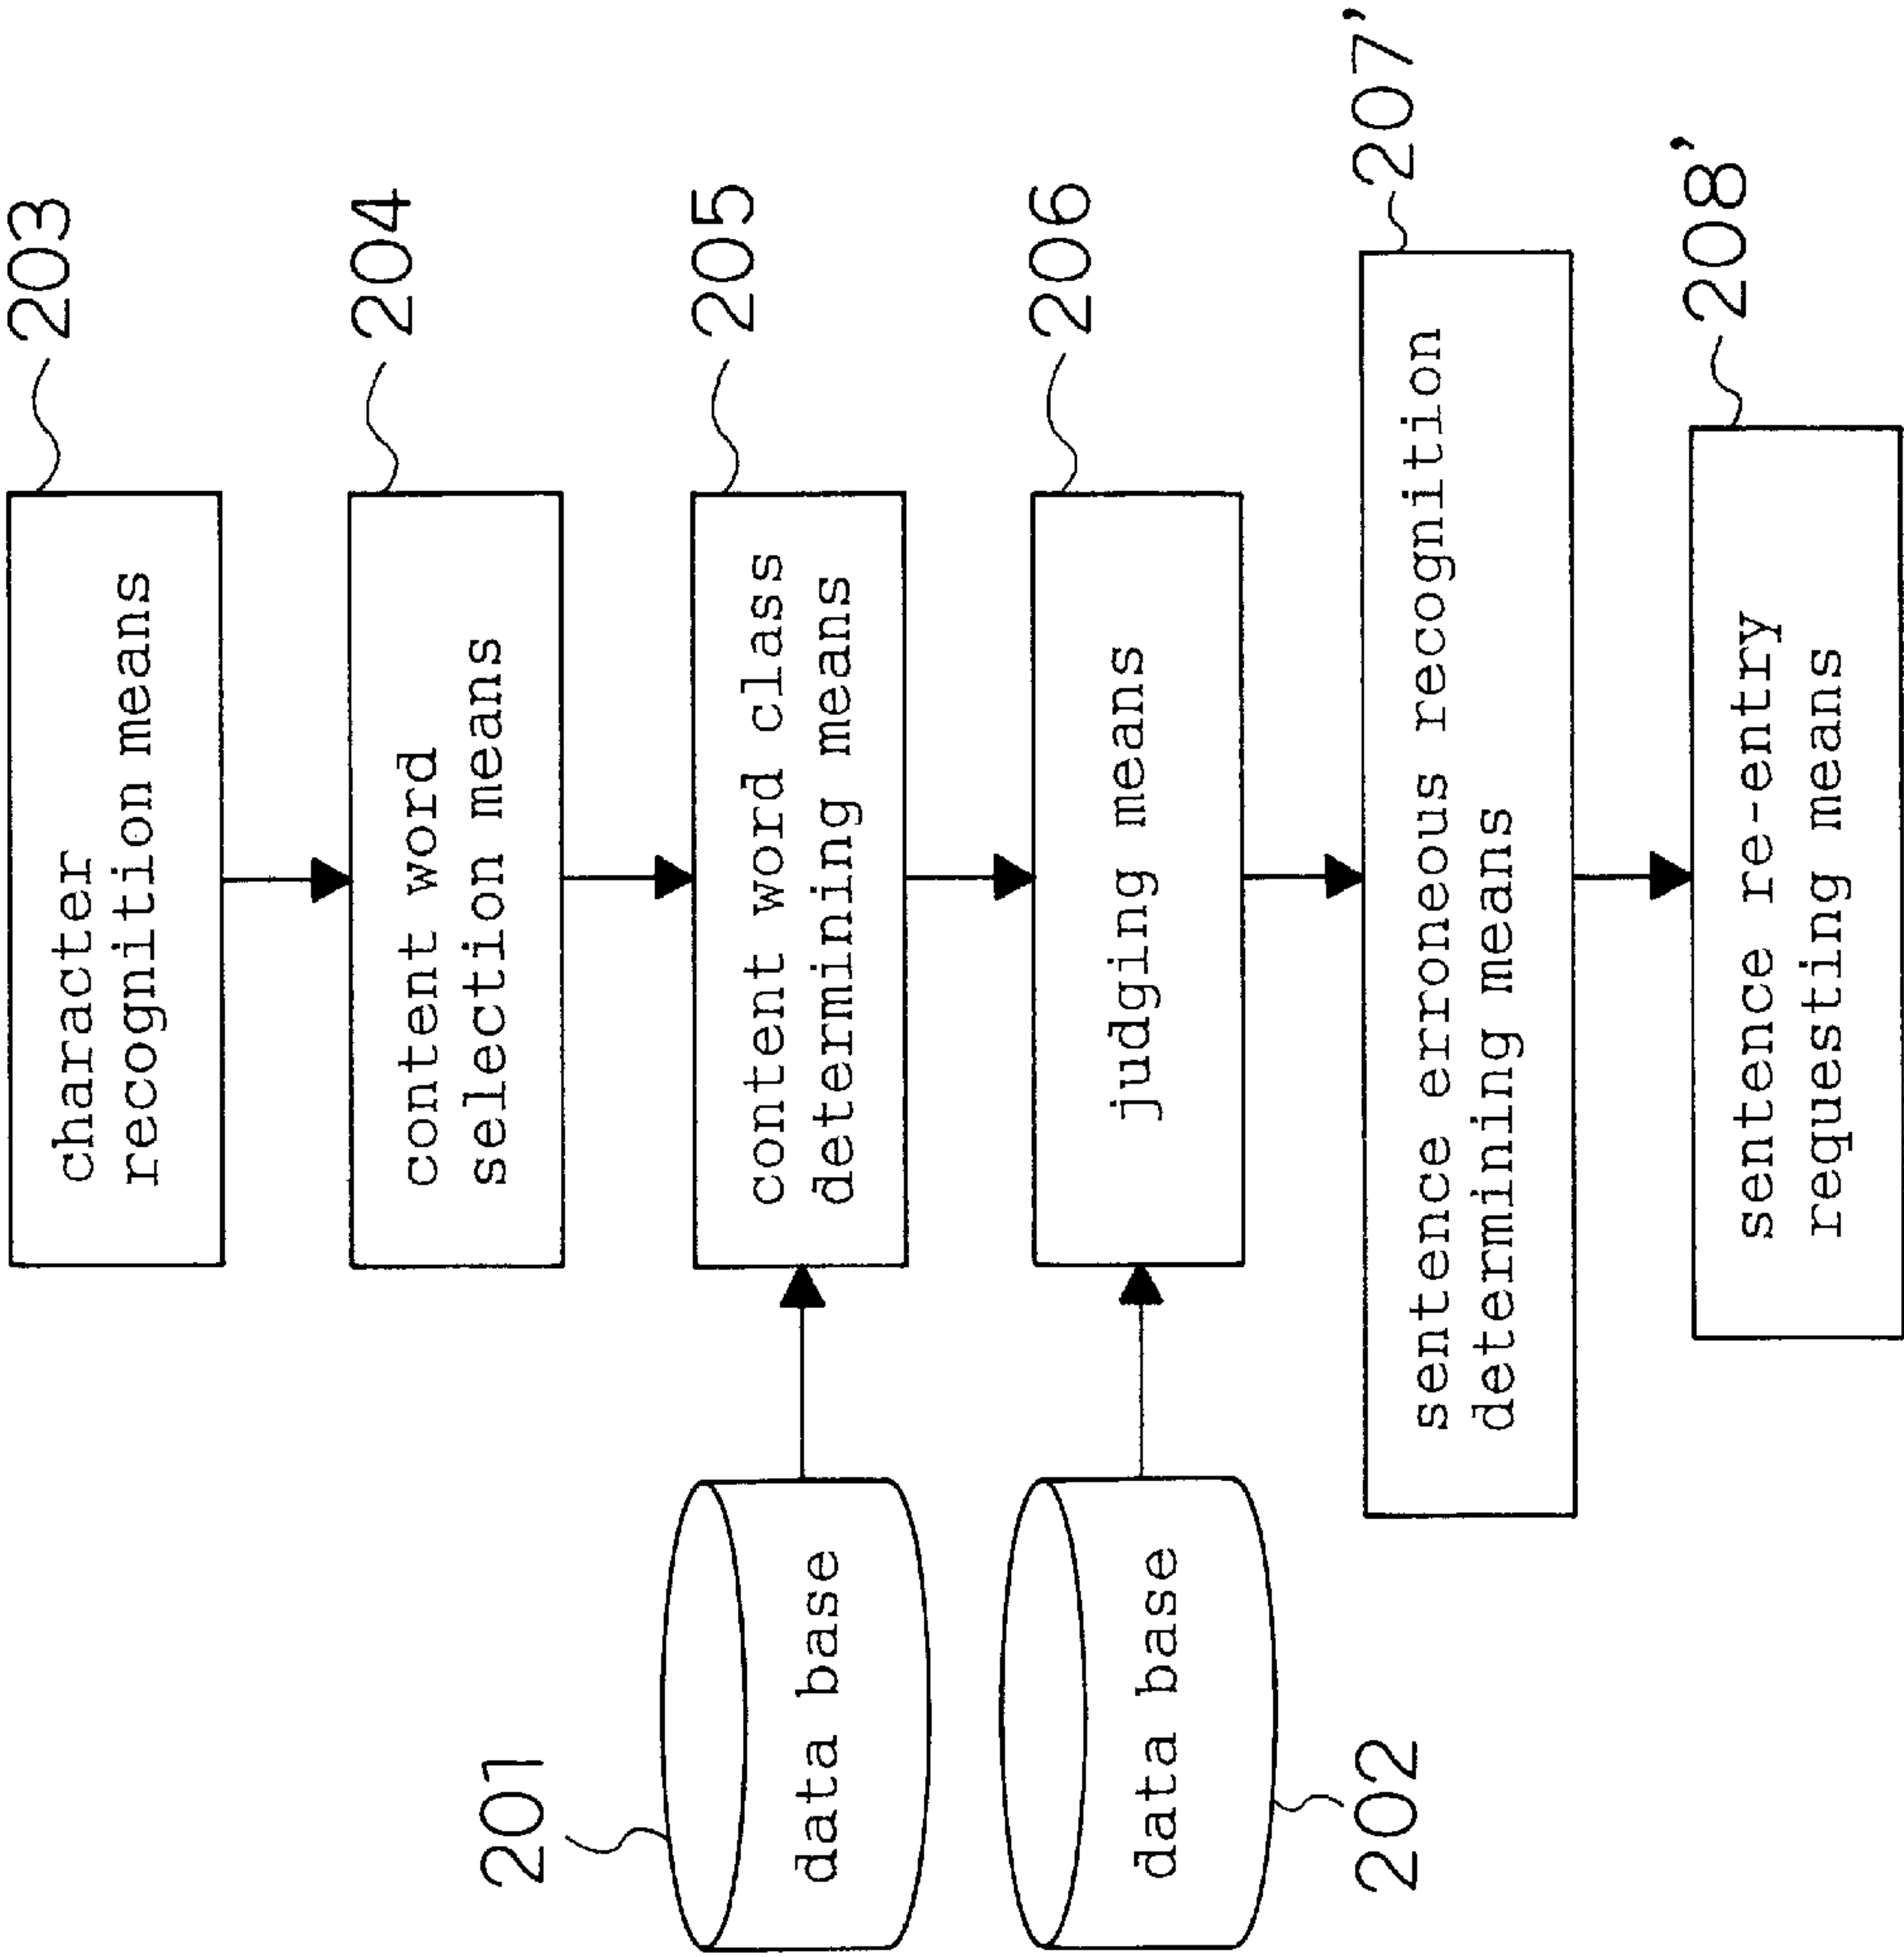 203
character
recognition means
204
content word
selection means
205
content word class
determining means
201
data base
206
judging means
202
data base
207'
sentence erroneous recognition
determining means
208'
sentence re-entry
requesting means